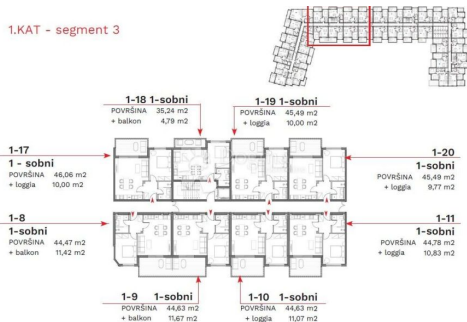 1.KAT - segment 3
1-18 1-sobni
POVRŠINA 35,24 m2
+ balkon 4,79 m2
1-19 1-sobni
POVRŠINA 45,49 m2
+ loggia 10,00 m2
1-17
1 - sobni
POVRŠINA 46,06 m2
+ loggia 10,00 m2
1-20
1-sobni
POVRŠINA 45,49 m2
+ loggia 9,77 m2
1-8
1-sobni
POVRŠINA 44,47 m2
+ balkon 11,42 m2
1-11
1-sobni
POVRŠINA 44,78 m2
+ loggia 10,83 m2
1-9 1-sobni
POVRŠINA 44,63 m2
+ balkon 11,67 m2
1-10 1-sobni
POVRŠINA 44,63 m2
+ loggia 11,07 m2